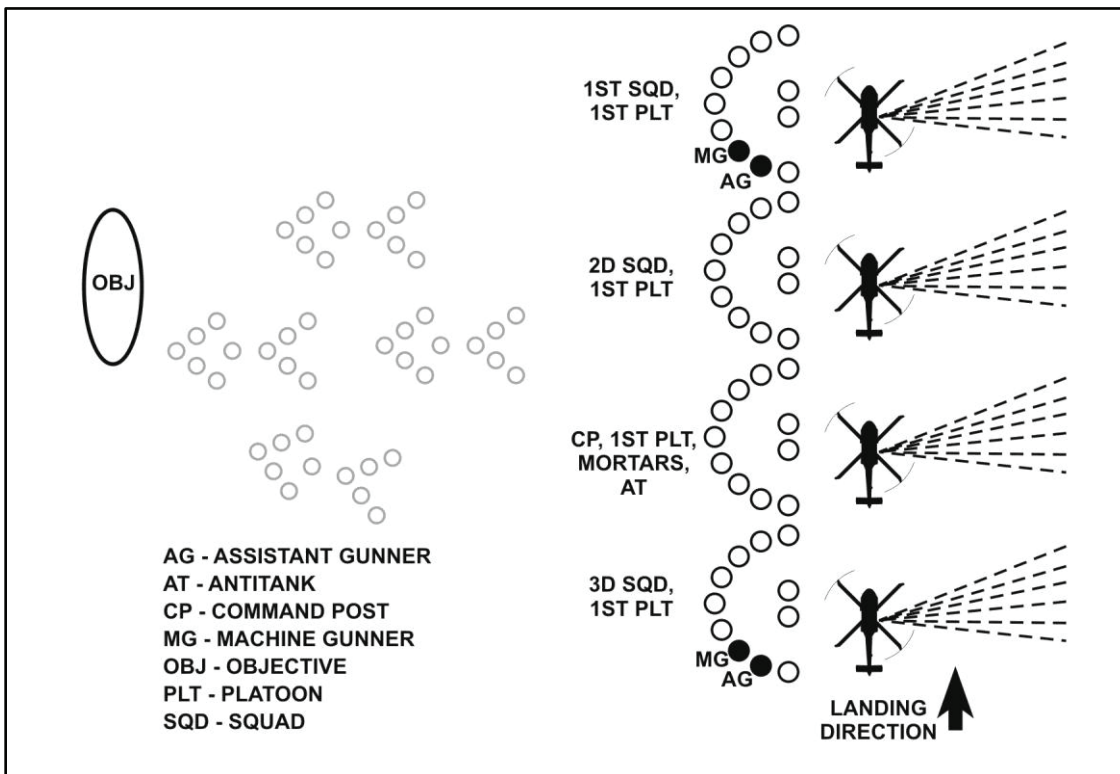 1ST SQD,
1ST PLT
MG
AG
OBJ
2D SQD,
1ST PLT
CP, 1ST PLT,
MORTARS,
AT
AG - ASSISTANT GUNNER
AT - ANTITANK
CP - COMMAND POST
MG - MACHINE GUNNER
OBJ - OBJECTIVE
PLT - PLATOON
SQD - SQUAD
3D SQD,
1ST PLT
MG
AG
LANDING
DIRECTION